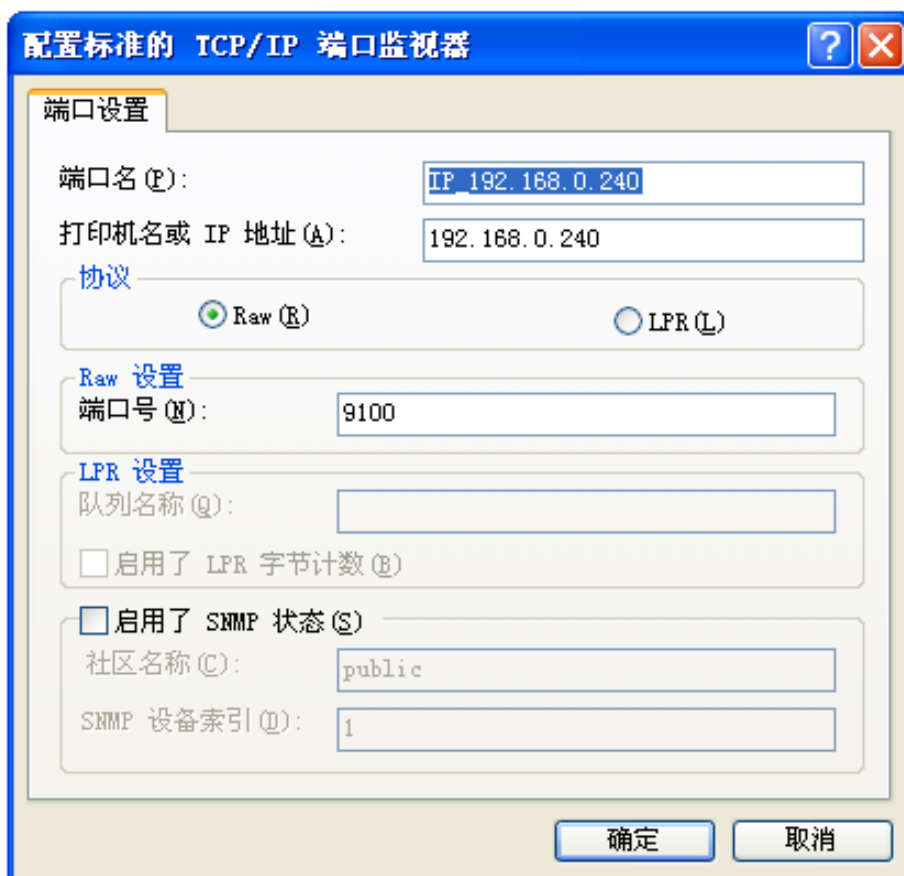 配置标准的 TCP/IP 端口监视器
端口设置
端口名(P): IP_192.168.0.240
打印机名或 IP 地址(A): 192.168.0.240
协议
Raw(R) LPR(L)
Raw 设置
端口号(N): 9100
LPR 设置
队列名称(Q):
启用了 LPR 字节计数(B)
启用了 SNMP 状态(S)
社区名称(C): public
SNMP 设备索引(D): 1
确定 取消